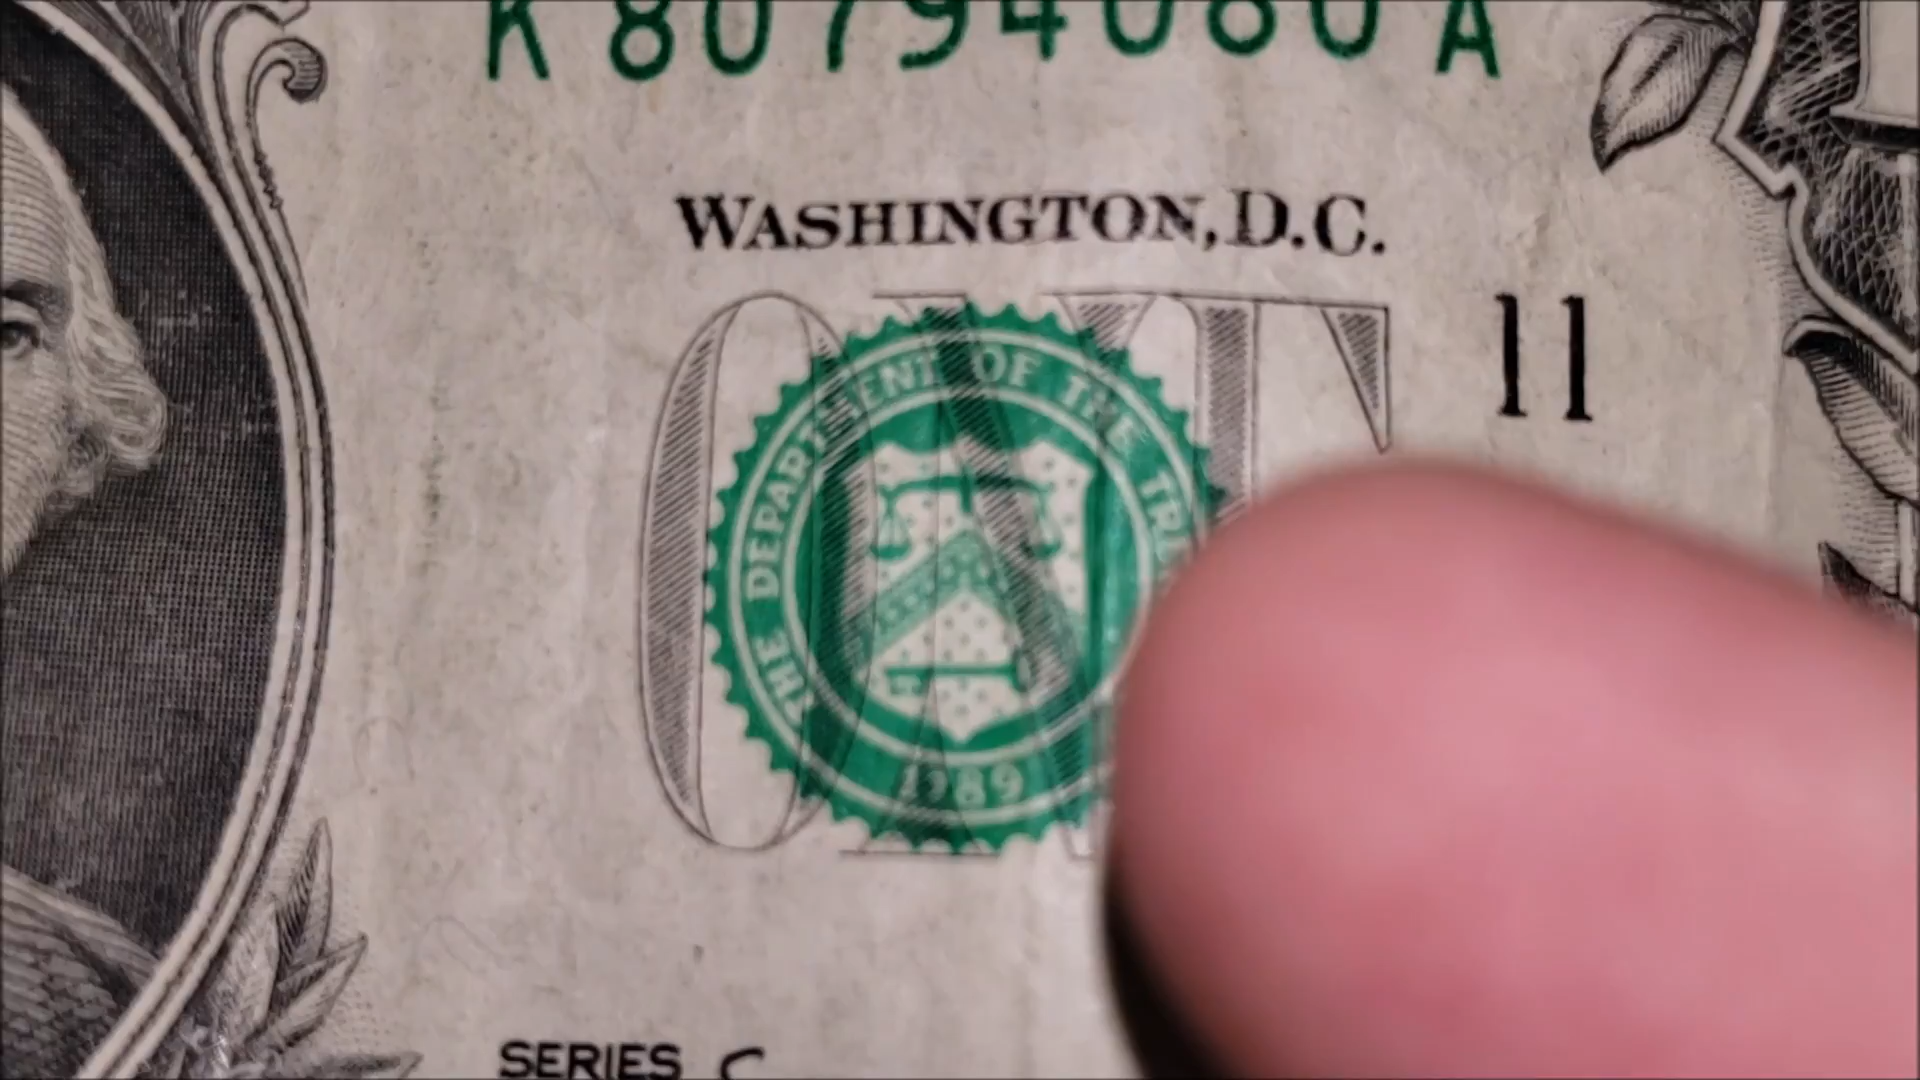 K 80794080 A
WASHINGTON, D.C.
11
THE DEPARTMENT OF THE
1789
SERIES